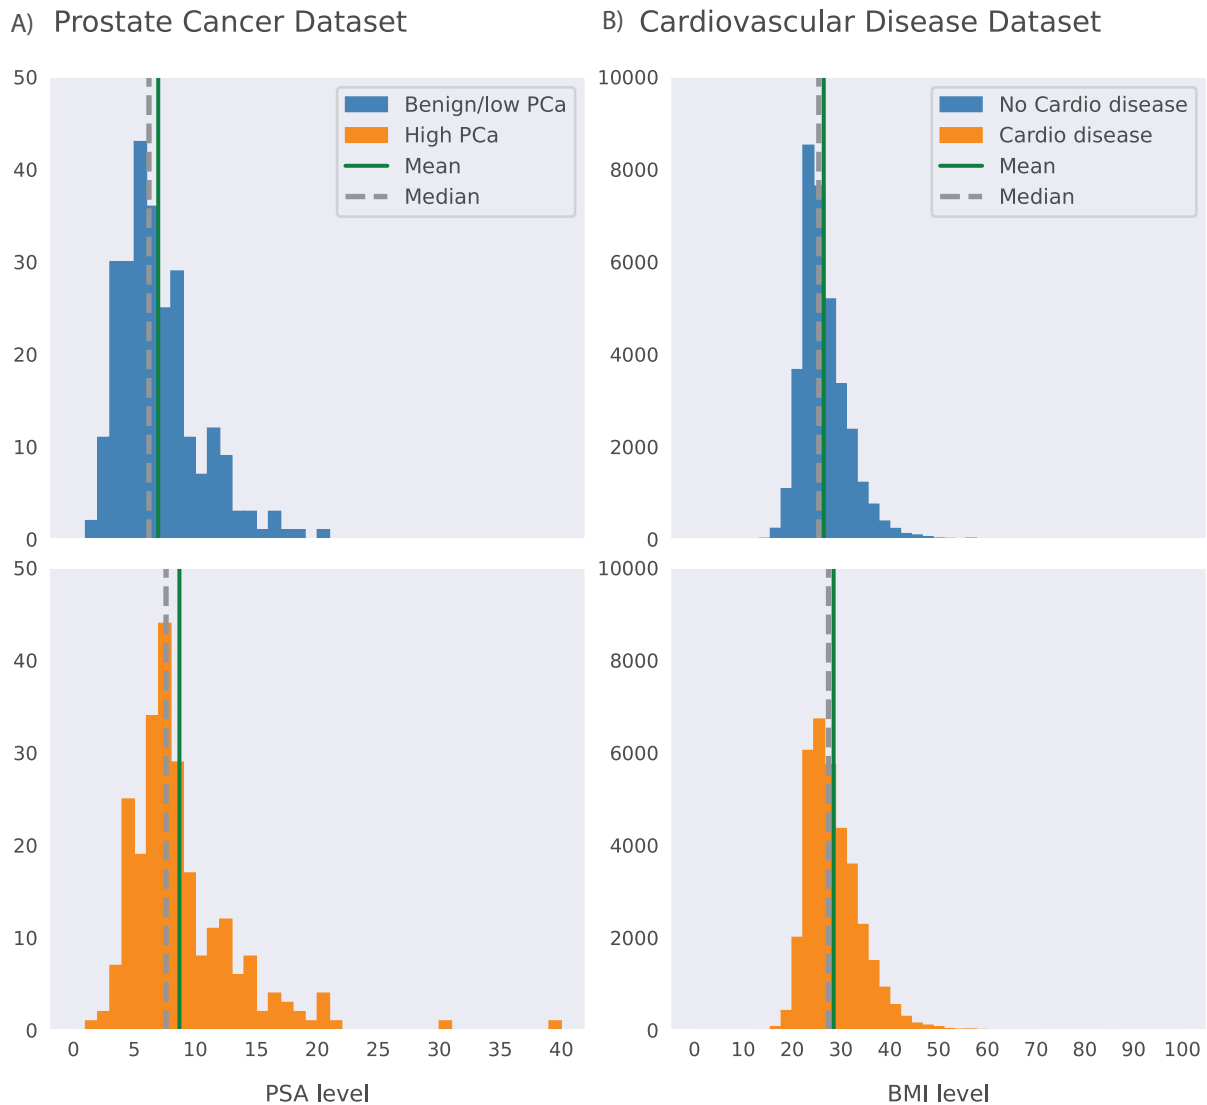 A) Prostate Cancer Dataset
50
40
30
20
10
0
Benign/low PCa
High PCa
Mean
Median
50
40
30
20
10
0
0 5 10 15 20 25 30 35 40
PSA level
B) Cardiovascular Disease Dataset
10000
8000
6000
4000
2000
0
No Cardio disease
Cardio disease
Mean
Median
10000
8000
6000
4000
2000
0
0 10 20 30 40 50 60 70 80 90 100
BMI level